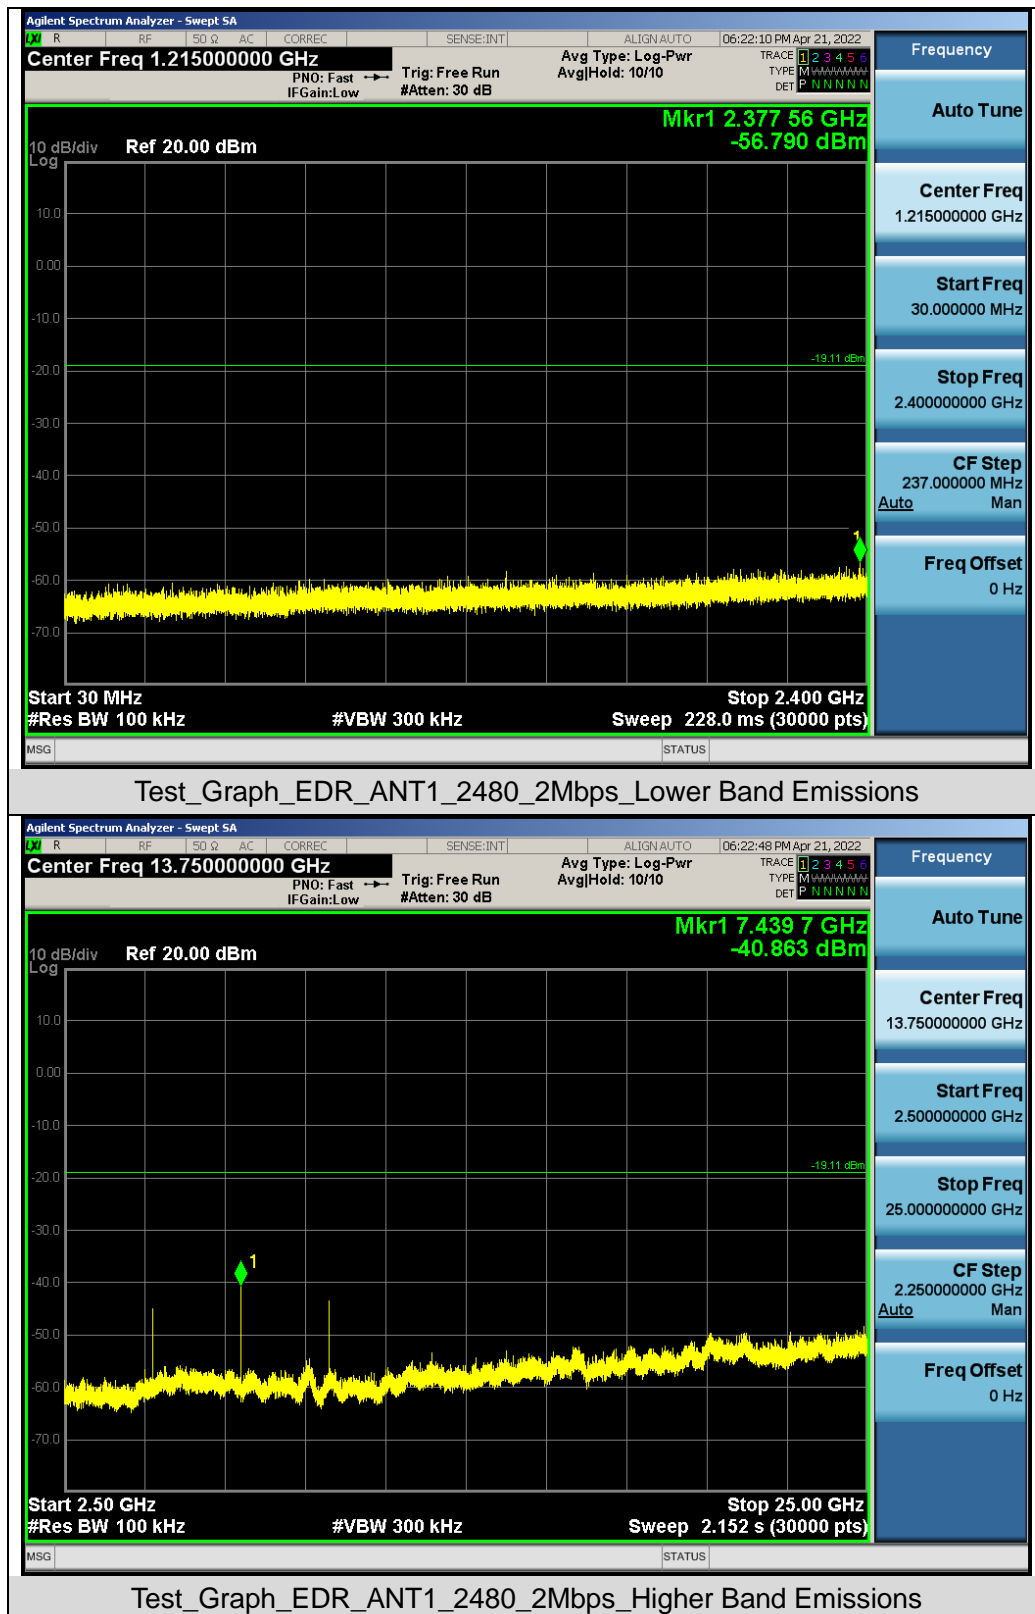 Agilent Spectrum Analyzer - Swept SA
LXI R RF 50 Ω AC CORREC SENSE:INT ALIGN AUTO 06:22:10 PM Apr 21, 2022
Center Freq 1.215000000 GHz
PNO: Fast
IFGain:Low
Trig: Free Run
#Atten: 30 dB
Avg Type: Log-Pwr
Avg|Hold: 10/10
TRACE 1 2 3 4 5 6
TYPE M
DET P N N N N N
Mkr1 2.377 56 GHz
-56.790 dBm
10 dB/div Ref 20.00 dBm
Log
10.0
0.00
-10.0
-19.11 dBm
-20.0
-30.0
-40.0
-50.0
1
-60.0
-70.0
Start 30 MHz Stop 2.400 GHz
#Res BW 100 kHz #VBW 300 kHz Sweep 228.0 ms (30000 pts)
MSG STATUS
Frequency
Auto Tune
Center Freq
1.215000000 GHz
Start Freq
30.000000 MHz
Stop Freq
2.400000000 GHz
CF Step
237.000000 MHz
Auto Man
Freq Offset
0 Hz
Test_Graph_EDR_ANT1_2480_2Mbps_Lower Band Emissions
Agilent Spectrum Analyzer - Swept SA
LXI R RF 50 Ω AC CORREC SENSE:INT ALIGN AUTO 06:22:48 PM Apr 21, 2022
Center Freq 13.750000000 GHz
PNO: Fast
IFGain:Low
Trig: Free Run
#Atten: 30 dB
Avg Type: Log-Pwr
Avg|Hold: 10/10
TRACE 1 2 3 4 5 6
TYPE M
DET P N N N N N
Mkr1 7.439 7 GHz
-40.863 dBm
10 dB/div Ref 20.00 dBm
Log
10.0
0.00
-10.0
-19.11 dBm
-20.0
-30.0
1
-40.0
-50.0
-60.0
-70.0
Start 2.50 GHz Stop 25.00 GHz
#Res BW 100 kHz #VBW 300 kHz Sweep 2.152 s (30000 pts)
MSG STATUS
Frequency
Auto Tune
Center Freq
13.750000000 GHz
Start Freq
2.500000000 GHz
Stop Freq
25.000000000 GHz
CF Step
2.250000000 GHz
Auto Man
Freq Offset
0 Hz
Test_Graph_EDR_ANT1_2480_2Mbps_Higher Band Emissions